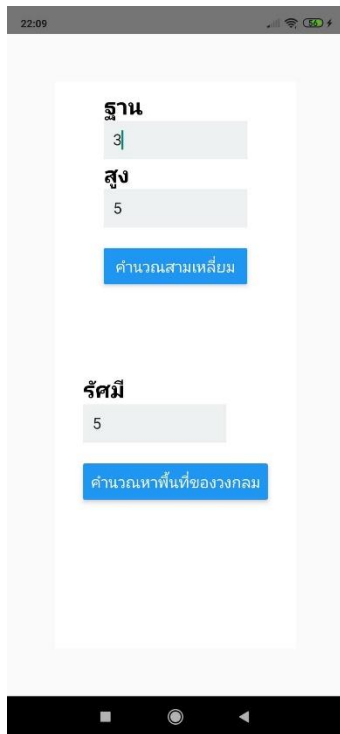 22:09
ฐาน
3
สูง
5
คำนวณสามเหลี่ยม
รัศมี
5
คำนวณหาพื้นที่ของวงกลม